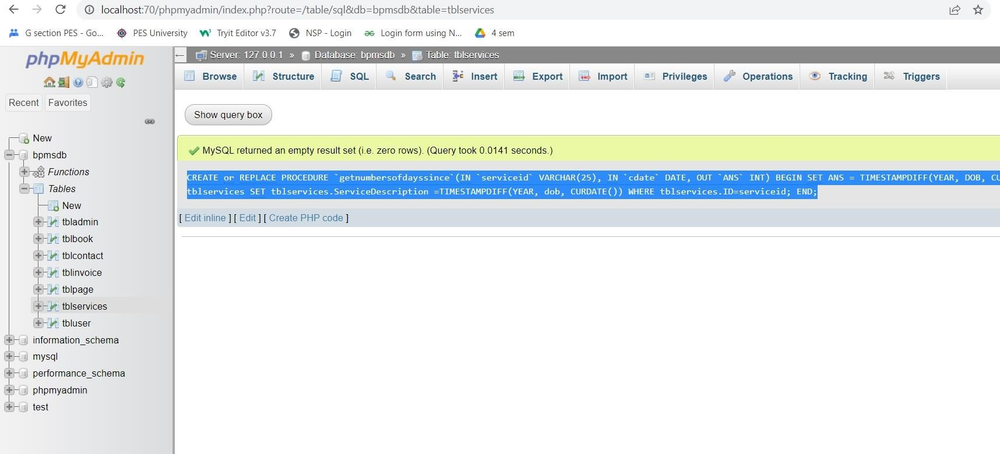 localhost:70/phpmyadmin/index.php?route=/table/sql&db=bpmsdb&table=tblservices
G section PES - Go... PES University Tryit Editor v3.7 NSP - Login Login form using N... 4 sem
phpMyAdmin
Recent Favorites
New
bpmsdb
Functions
Tables
New
tbladmin
tblbook
tblcontact
tblinvoice
tblpage
tblservices
tbluser
information_schema
mysql
performance_schema
phpmyadmin
test
← Server: 127.0.0.1 » Database: bpmsdb » Table: tblservices
Browse Structure SQL Search Insert Export Import Privileges Operations Tracking Triggers
Show query box
MySQL returned an empty result set (i.e. zero rows). (Query took 0.0141 seconds.)
CREATE or REPLACE PROCEDURE `getnumbersofdayssince`(IN `serviceid` VARCHAR(25), IN `cdate` DATE, OUT `ANS` INT) BEGIN SET ANS = TIMESTAMPDIFF(YEAR, DOB, CU
tblservices SET tblservices.ServiceDescription =TIMESTAMPDIFF(YEAR, dob, CURDATE()) WHERE tblservices.ID=serviceid; END;
[ Edit inline ] [ Edit ] [ Create PHP code ]